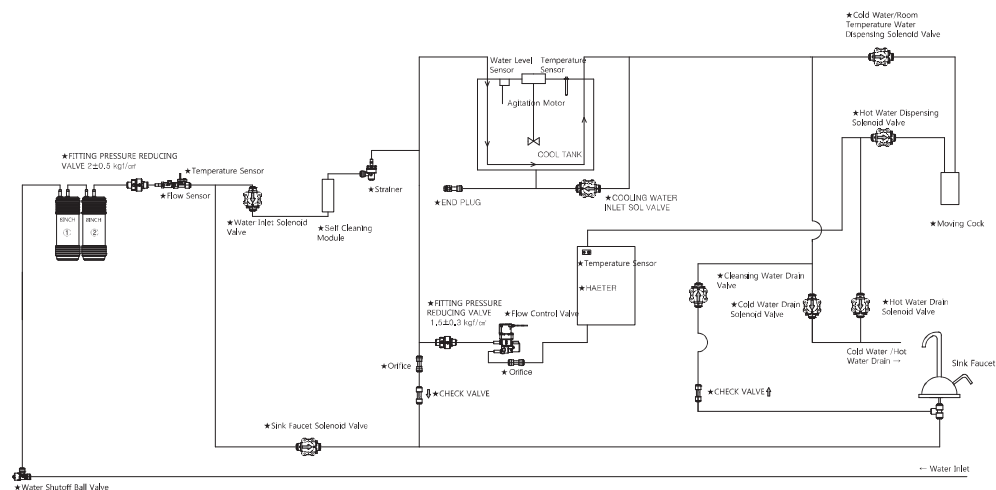 ★Cold Water/Room
Temperature Water
Dispensing Solenoid Valve
Water Level
Sensor
Temperature
Sensor
Agitation Motor
COOL TANK
★Hot Water Dispensing
Solenoid Valve
★FITTING PRESSURE REDUCING
VALVE 2±0.5 kgf/㎠
★Temperature Sensor
★Flow Sensor
★Strainer
★END PLUG
★COOLING WATER
INLET SOL VALVE
★Moving Cock
8INCH
①
8INCH
②
★Water Inlet Solenoid
Valve
★Self Cleaning
Module
★Temperature Sensor
★HAETER
★Cleansing Water Drain
Valve
★Cold Water Drain
Solenoid Valve
★Hot Water Drain
Solenoid Valve
★FITTING PRESSURE
REDUCING VALVE
1.5±0.3 kgf/㎠
★Flow Control Valve
Cold Water /Hot
Water Drain →
Sink Faucet
★Orifice
★Orifice
⇩★CHECK VALVE
★CHECK VALVE⇧
★Sink Faucet Solenoid Valve
← Water Inlet
★Water Shutoff Ball Valve